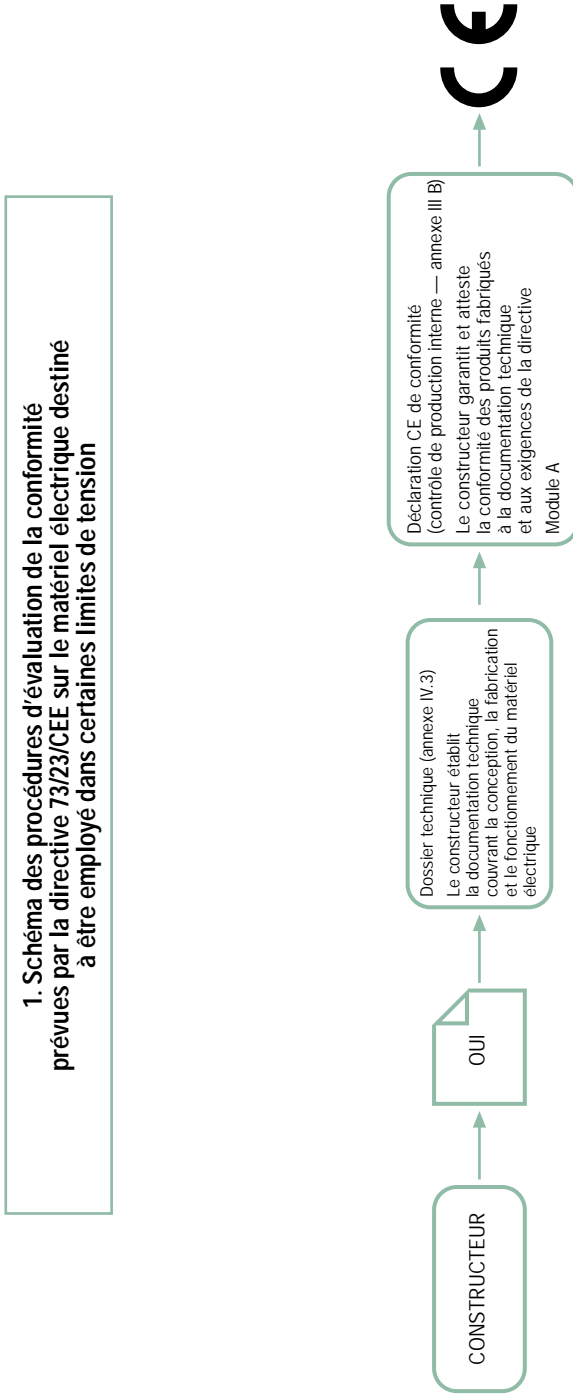 1. Schéma des procédures d'évaluation de la conformité
prévues par la directive 73/23/CEE sur le matériel électrique destiné
à être employé dans certaines limites de tension
CONSTRUCTEUR
OUI
Dossier technique (annexe IV.3)
Le constructeur établit
la documentation technique
couvrant la conception, la fabrication
et le fonctionnement du matériel
électrique
Déclaration CE de conformité
(contrôle de production interne — annexe III B)
Le constructeur garantit et atteste
la conformité des produits fabriqués
à la documentation technique
et aux exigences de la directive
Module A
CE